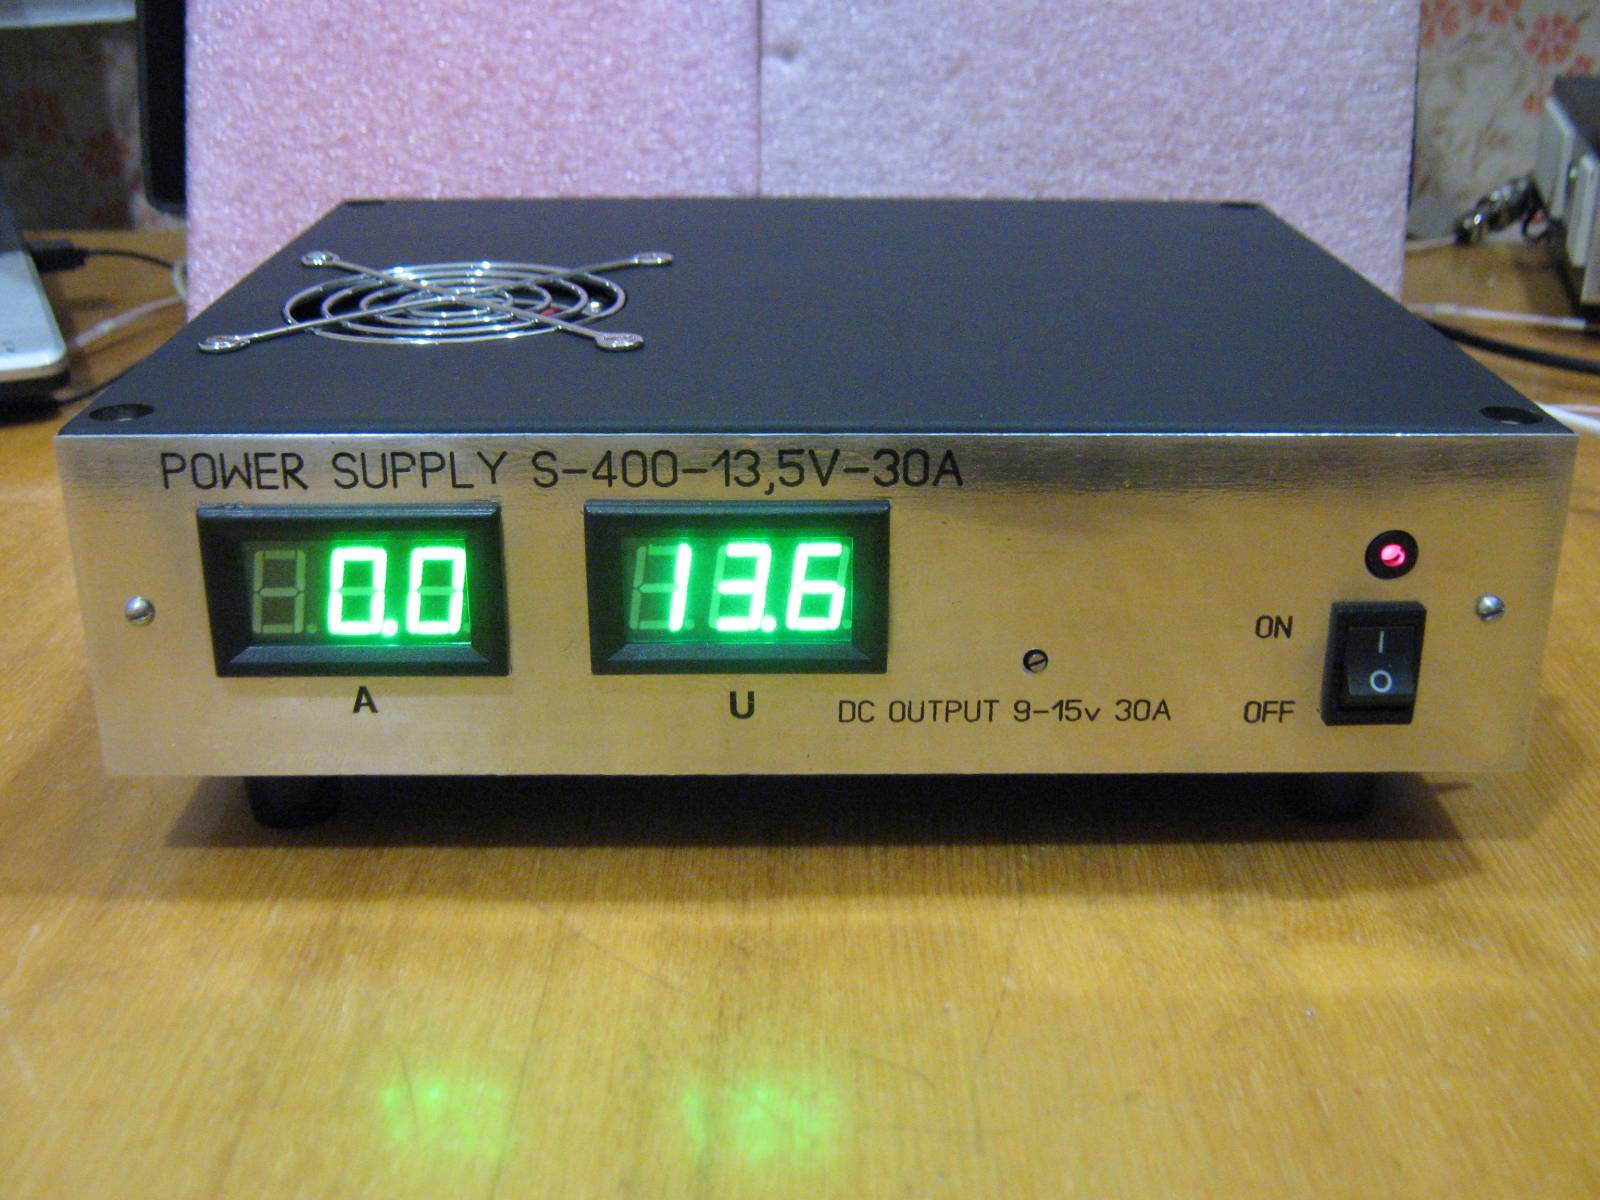 POWER SUPPLY S-400-13,5V-30A
0.0
13.6
A
U
DC OUTPUT 9-15v 30A
ON
I
O
OFF